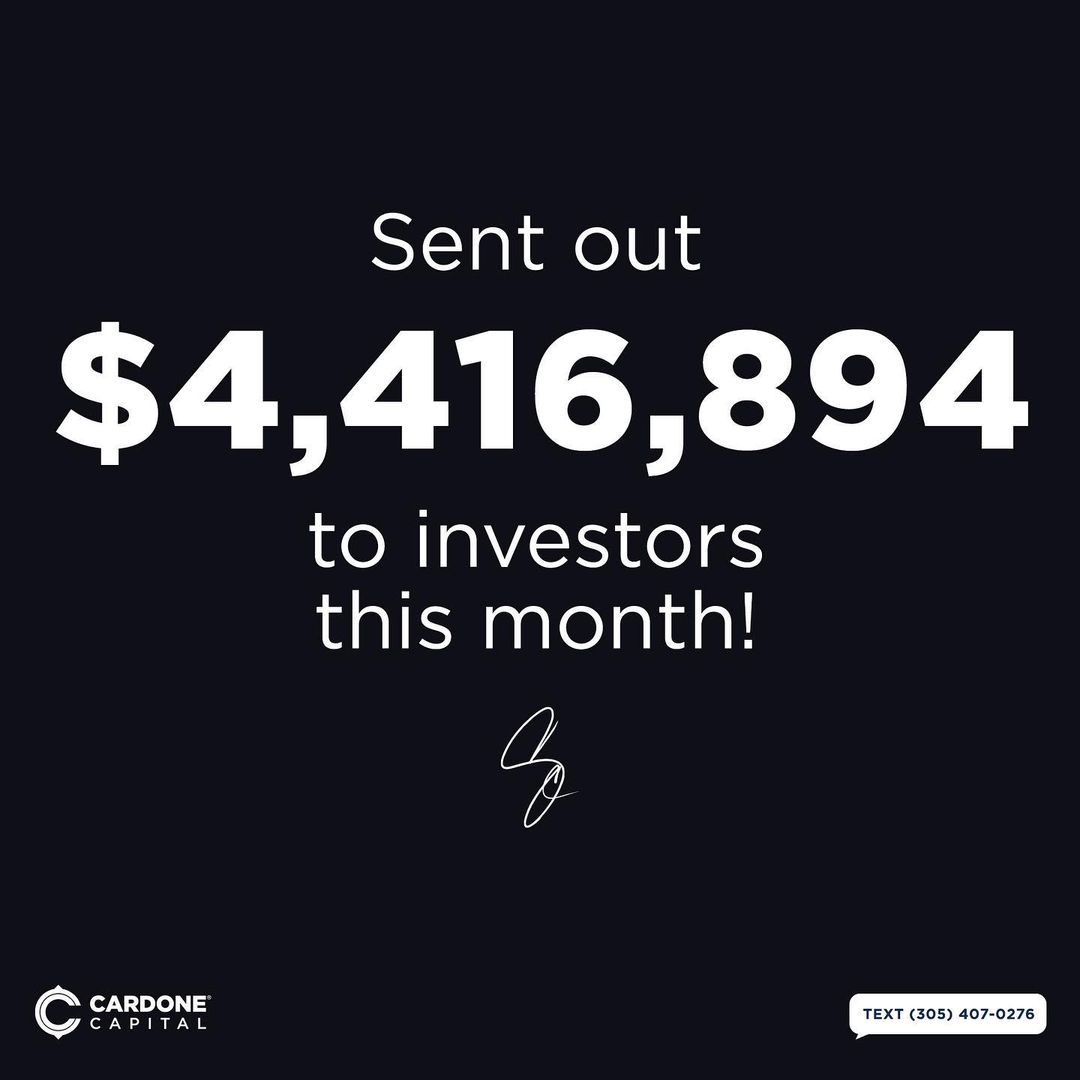 Sent out
$4,416,894
to investors
this month!
CARDONE®
CAPITAL
TEXT (305) 407-0276